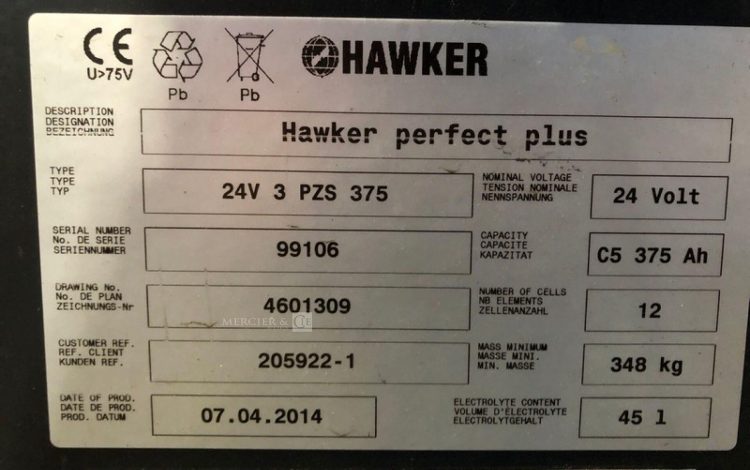 CE
U>75V
Pb
Pb
HAWKER
DESCRIPTION
DESIGNATION
BEZEICHNUNG
Hawker perfect plus
TYPE
TYPE
TYP
24V 3 PZS 375
NOMINAL VOLTAGE
TENSION NOMINALE
NENNSPANNUNG
24 Volt
SERIAL NUMBER
No. DE SERIE
SERIENNUMMER
99106
CAPACITY
CAPACITE
KAPAZITAT
C5 375 Ah
DRAWING No.
No. DE PLAN
ZEICHNUNGS-Nr
4601309
NUMBER OF CELLS
NB ELEMENTS
ZELLENANZAHL
12
MERCIER & CIE
CUSTOMER REF.
REF. CLIENT
KUNDEN REF.
205922-1
MASS MINIMUM
MASSE MINI.
MIN. MASSE
348 kg
DATE OF PROD.
DATE DE PROD.
PROD. DATUM
07.04.2014
ELECTROLYTE CONTENT
VOLUME D'ELECTROLYTE
ELECTROLYTGEHALT
45 l